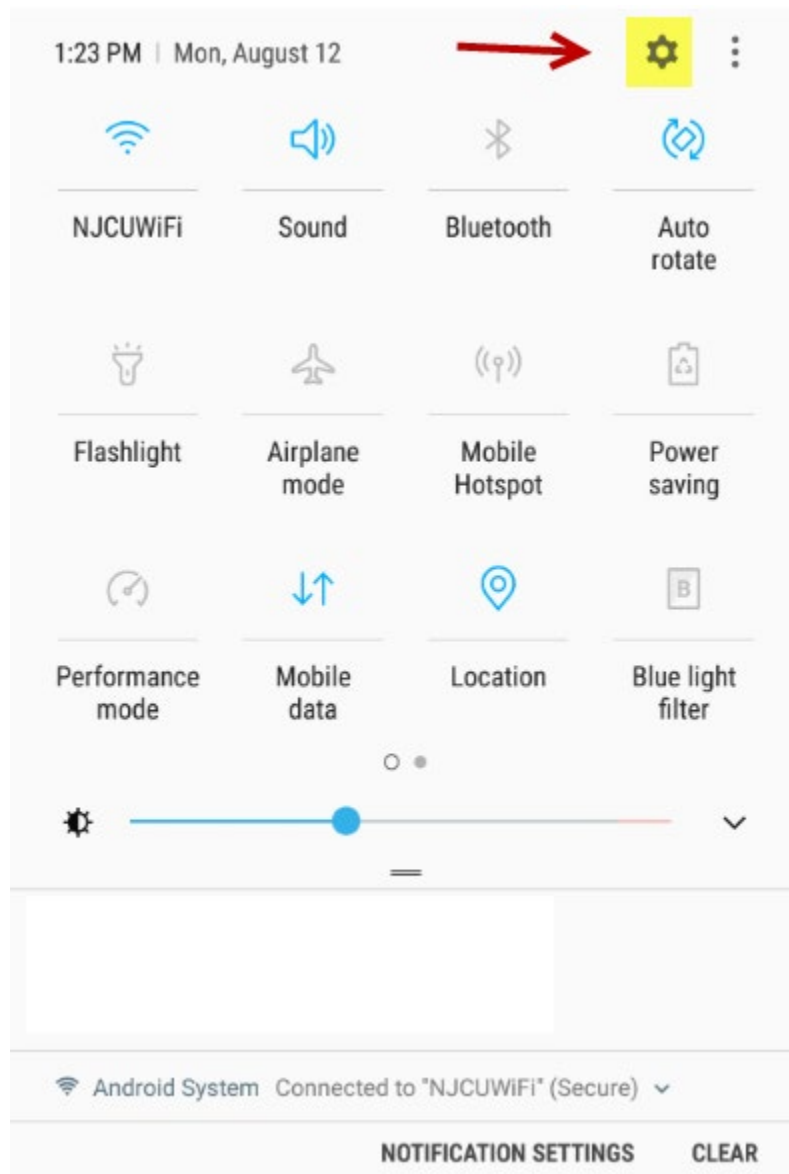 1:23 PM | Mon, August 12
NJCUWiFi Sound Bluetooth Auto
rotate
Flashlight Airplane Mobile Power
mode Hotspot saving
B
Performance Mobile Location Blue light
mode data filter
Android System Connected to "NJCUWiFi" (Secure)
NOTIFICATION SETTINGS CLEAR